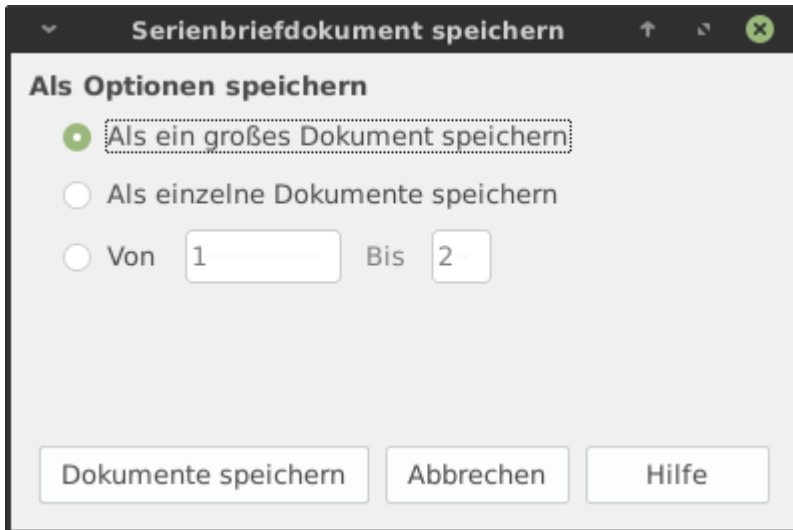 Serienbriefdokument speichern
Als Optionen speichern
Als ein großes Dokument speichern
Als einzelne Dokumente speichern
Von 1 Bis 2
Dokumente speichern Abbrechen Hilfe